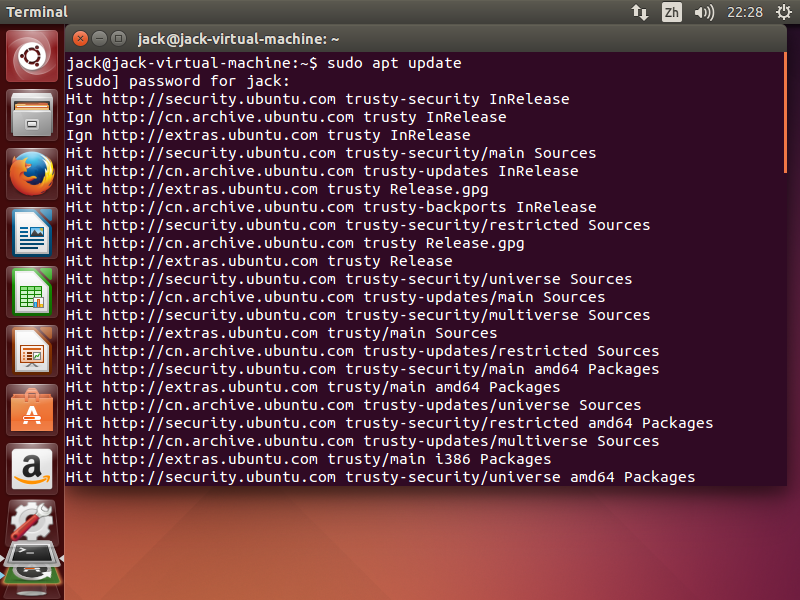 Terminal
Zh
22:28
jack@jack-virtual-machine: ~
jack@jack-virtual-machine:~$ sudo apt update
[sudo] password for jack:
Hit http://security.ubuntu.com trusty-security InRelease
Ign http://cn.archive.ubuntu.com trusty InRelease
Ign http://extras.ubuntu.com trusty InRelease
Hit http://security.ubuntu.com trusty-security/main Sources
Hit http://cn.archive.ubuntu.com trusty-updates InRelease
Hit http://extras.ubuntu.com trusty Release.gpg
Hit http://cn.archive.ubuntu.com trusty-backports InRelease
Hit http://security.ubuntu.com trusty-security/restricted Sources
Hit http://cn.archive.ubuntu.com trusty Release.gpg
Hit http://extras.ubuntu.com trusty Release
Hit http://security.ubuntu.com trusty-security/universe Sources
Hit http://cn.archive.ubuntu.com trusty-updates/main Sources
Hit http://security.ubuntu.com trusty-security/multiverse Sources
Hit http://extras.ubuntu.com trusty/main Sources
Hit http://cn.archive.ubuntu.com trusty-updates/restricted Sources
Hit http://security.ubuntu.com trusty-security/main amd64 Packages
Hit http://extras.ubuntu.com trusty/main amd64 Packages
Hit http://cn.archive.ubuntu.com trusty-updates/universe Sources
Hit http://security.ubuntu.com trusty-security/restricted amd64 Packages
Hit http://cn.archive.ubuntu.com trusty-updates/multiverse Sources
Hit http://extras.ubuntu.com trusty/main i386 Packages
Hit http://security.ubuntu.com trusty-security/universe amd64 Packages